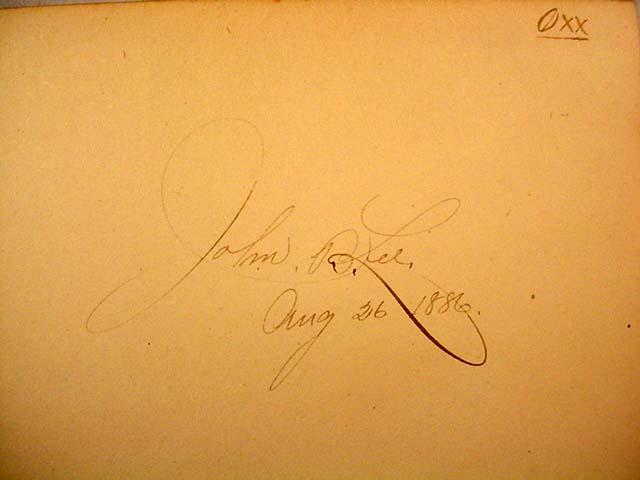 Oxx
John. B. Lee.
Aug 26 1886.